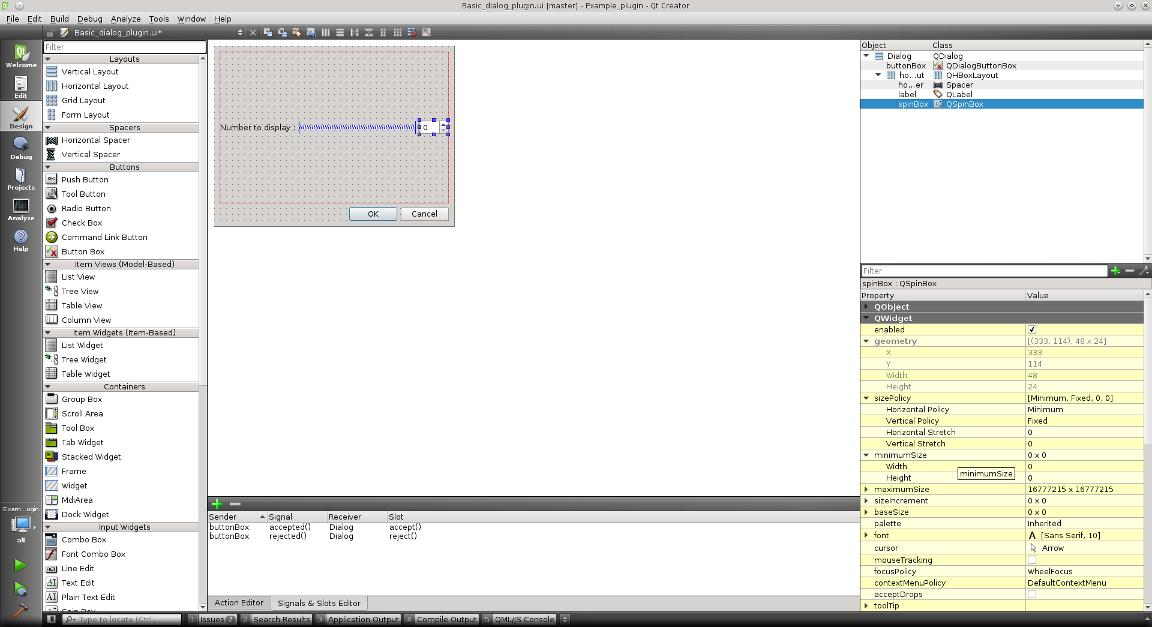 Basic_dialog_plugin.ui [master] - Example_plugin - Qt Creator
File Edit View Build Debug Analyze Tools Window Help
Basic_dialog_plugin.ui*
Welcome
Edit
Design
Debug
Projects
Analyze
Help
Exam...ugin
all
Filter
Layouts
Vertical Layout
Horizontal Layout
Grid Layout
Form Layout
Spacers
Horizontal Spacer
Vertical Spacer
Buttons
Push Button
Tool Button
Radio Button
Check Box
Command Link Button
Button Box
Item Views (Model-Based)
List View
Tree View
Table View
Column View
Item Widgets (Item-Based)
List Widget
Tree Widget
Table Widget
Containers
Group Box
Scroll Area
Tool Box
Tab Widget
Stacked Widget
Frame
Widget
MdiArea
Dock Widget
Input Widgets
Combo Box
Font Combo Box
Line Edit
Text Edit
Plain Text Edit
Spin Box
Number to display : 0
OK Cancel
Sender Signal Receiver Slot
buttonBox accepted() Dialog accept()
buttonBox rejected() Dialog reject()
Action Editor Signals & Slots Editor
Object Class
Dialog QDialog
buttonBox QDialogButtonBox
ho...ut QHBoxLayout
ho...er Spacer
label QLabel
spinBox QSpinBox
Filter
spinBox : QSpinBox
Property Value
QObject
QWidget
enabled
geometry [(333, 114), 48 x 24]
X 333
Y 114
Width 48
Height 24
sizePolicy [Minimum, Fixed, 0, 0]
Horizontal Policy Minimum
Vertical Policy Fixed
Horizontal Stretch 0
Vertical Stretch 0
minimumSize 0 x 0
Width 0
minimumSize
Height 0
maximumSize 16777215 x 16777215
sizeIncrement 0 x 0
baseSize 0 x 0
palette Inherited
font A [Sans Serif, 10]
cursor Arrow
mouseTracking
focusPolicy WheelFocus
contextMenuPolicy DefaultContextMenu
acceptDrops
toolTip
Type to locate (Ctrl... 1 Issues 7 2 Search Results 3 Application Output 4 Compile Output 5 QML/JS Console